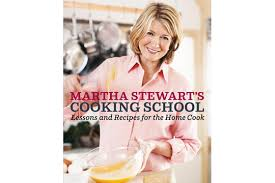 MARTHA STEWART'S
COOKING SCHOOL
Lessons and Recipes for the Home Cook